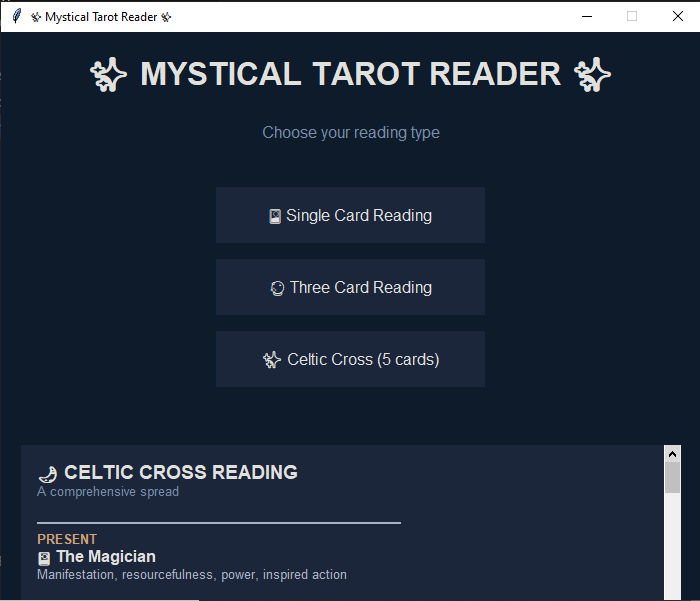 ✨ Mystical Tarot Reader ✨
✨ MYSTICAL TAROT READER ✨
Choose your reading type
🎴 Single Card Reading
🔮 Three Card Reading
✨ Celtic Cross (5 cards)
🌙 CELTIC CROSS READING
A comprehensive spread
PRESENT
🎴 The Magician
Manifestation, resourcefulness, power, inspired action